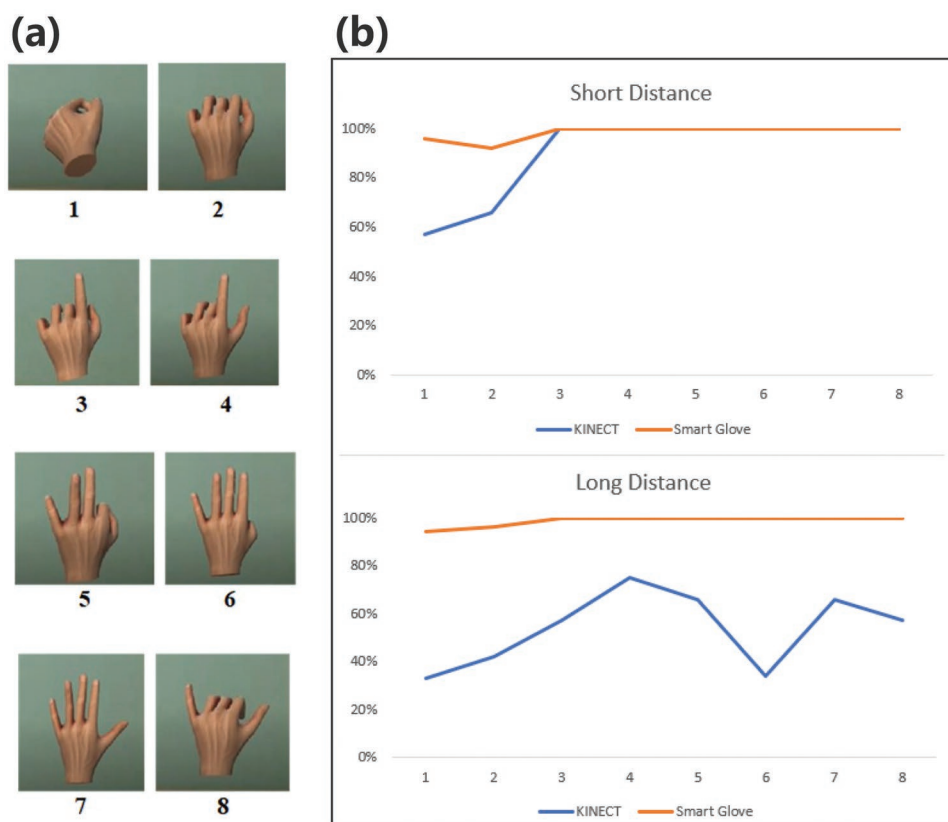 (a)
1 2
3 4
5 6
7 8
(b)
Short Distance
100%
80%
60%
40%
20%
0%
1 2 3 4 5 6 7 8
KINECT Smart Glove
Long Distance
100%
80%
60%
40%
20%
0%
1 2 3 4 5 6 7 8
KINECT Smart Glove